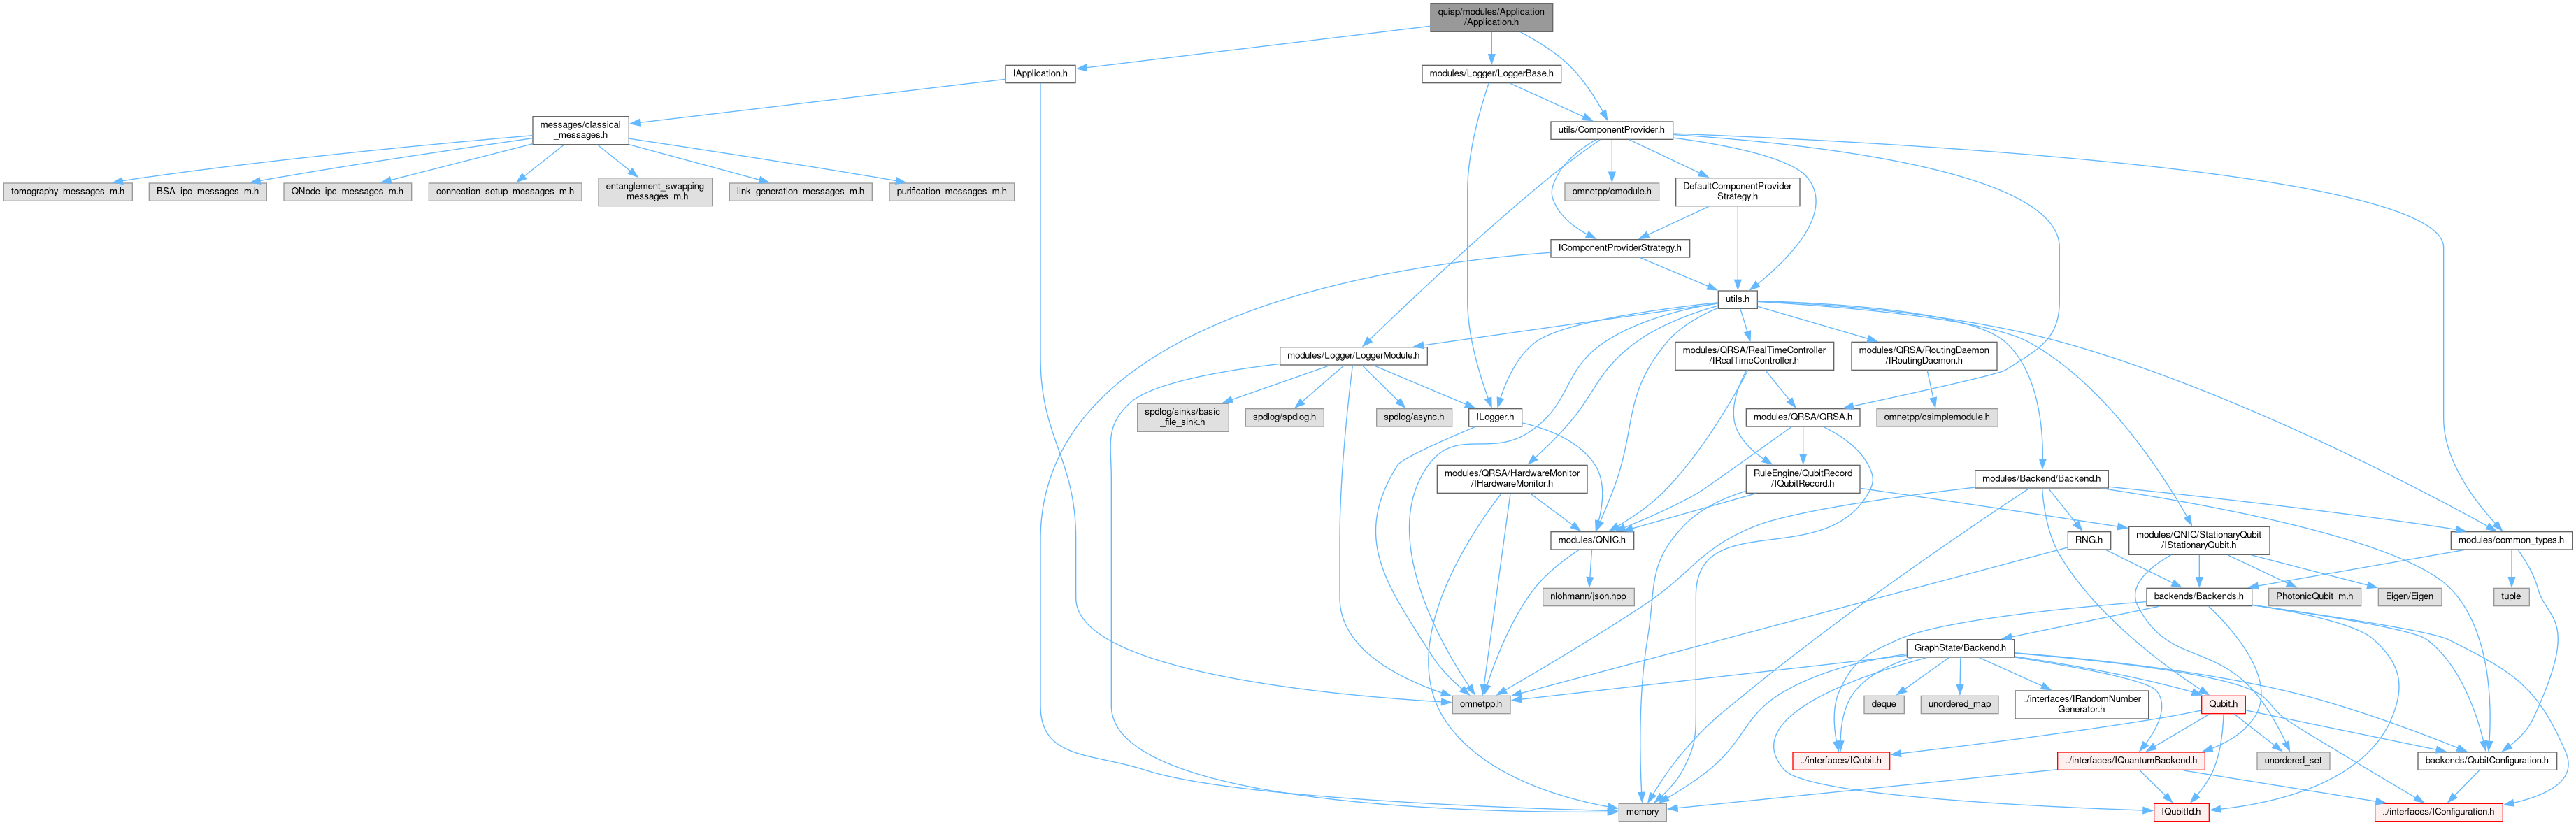 quisp/modules/Application
/Application.h
IApplication.h
modules/Logger/LoggerBase.h
messages/classical
_messages.h
utils/ComponentProvider.h
tomography_messages_m.h
BSA_ipc_messages_m.h
QNode_ipc_messages_m.h
connection_setup_messages_m.h
entanglement_swapping
_messages_m.h
link_generation_messages_m.h
purification_messages_m.h
omnetpp/cmodule.h
DefaultComponentProvider
Strategy.h
IComponentProviderStrategy.h
utils.h
modules/Logger/LoggerModule.h
modules/QRSA/RealTimeController
/IRealTimeController.h
modules/QRSA/RoutingDaemon
/IRoutingDaemon.h
spdlog/sinks/basic
_file_sink.h
spdlog/spdlog.h
spdlog/async.h
ILogger.h
modules/QRSA/QRSA.h
omnetpp/csimplemodule.h
modules/QRSA/HardwareMonitor
/IHardwareMonitor.h
RuleEngine/QubitRecord
/IQubitRecord.h
modules/Backend/Backend.h
modules/QNIC.h
RNG.h
modules/QNIC/StationaryQubit
/IStationaryQubit.h
modules/common_types.h
nlohmann/json.hpp
backends/Backends.h
PhotonicQubit_m.h
Eigen/Eigen
tuple
GraphState/Backend.h
omnetpp.h
deque
unordered_map
../interfaces/IRandomNumber
Generator.h
Qubit.h
../interfaces/IQubit.h
../interfaces/IQuantumBackend.h
unordered_set
backends/QubitConfiguration.h
memory
IQubitId.h
../interfaces/IConfiguration.h